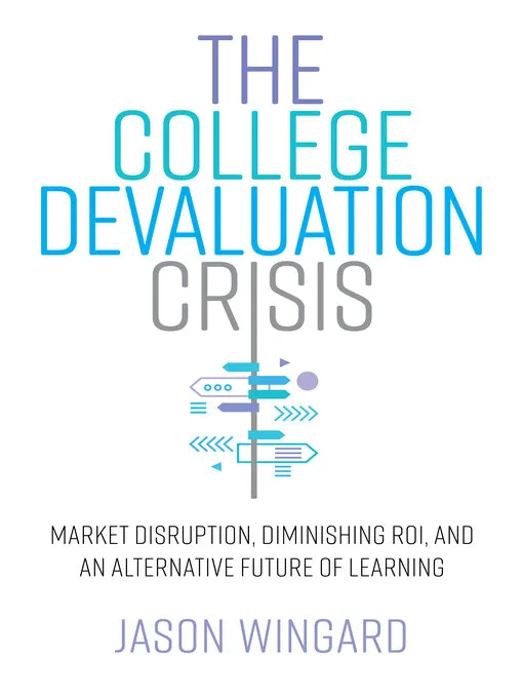 THE
COLLEGE
DEVALUATION
CRISIS
MARKET DISRUPTION, DIMINISHING ROI, AND
AN ALTERNATIVE FUTURE OF LEARNING
JASON WINGARD